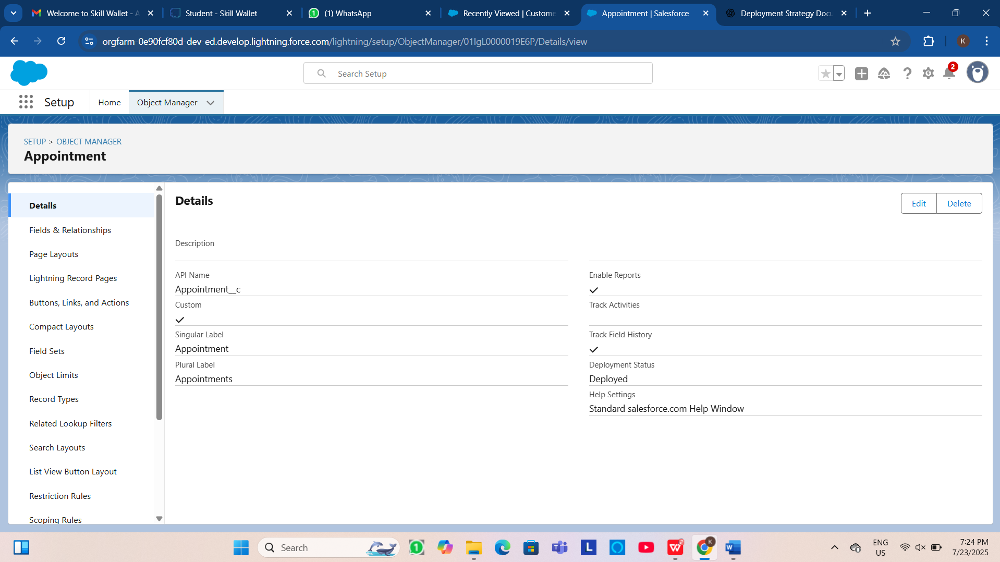 Welcome to Skill Wallet - A
Student - Skill Wallet
(1) WhatsApp
Recently Viewed | Custome
Appointment | Salesforce
Deployment Strategy Docu
orgfarm-0e90fcf80d-dev-ed.develop.lightning.force.com/lightning/setup/ObjectManager/01IgL0000019E6P/Details/view
K
Search Setup
2
Setup
Home
Object Manager
SETUP > OBJECT MANAGER
Appointment
Details
Fields & Relationships
Page Layouts
Lightning Record Pages
Buttons, Links, and Actions
Compact Layouts
Field Sets
Object Limits
Record Types
Related Lookup Filters
Search Layouts
List View Button Layout
Restriction Rules
Scoping Rules
Details
Edit
Delete
Description
API Name
Appointment__c
Custom
Singular Label
Appointment
Plural Label
Appointments
Enable Reports
Track Activities
Track Field History
Deployment Status
Deployed
Help Settings
Standard salesforce.com Help Window
Search
ENG
US
7:24 PM
7/23/2025